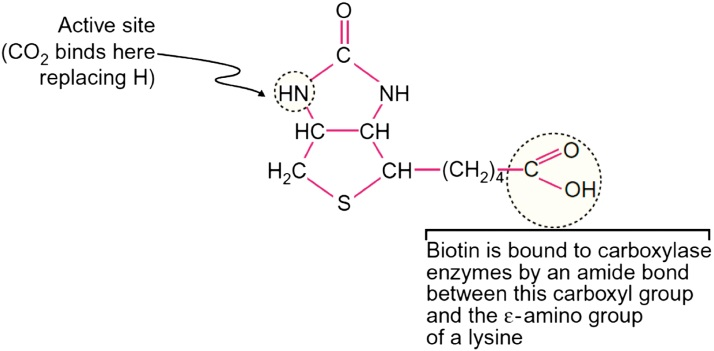 Active site
(CO2 binds here
replacing H)
O
C
HN
NH
HC
CH
H2C
CH
(CH2)4
C
O
OH
S
Biotin is bound to carboxylase
enzymes by an amide bond
between this carboxyl group
and the ε-amino group
of a lysine